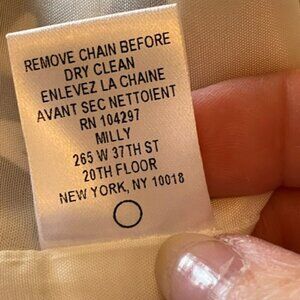 REMOVE CHAIN BEFORE
DRY CLEAN
ENLEVEZ LA CHAINE
AVANT SEC NETTOIENT
RN 104297
MILLY
265 W 37TH ST
20TH FLOOR
NEW YORK, NY 10018